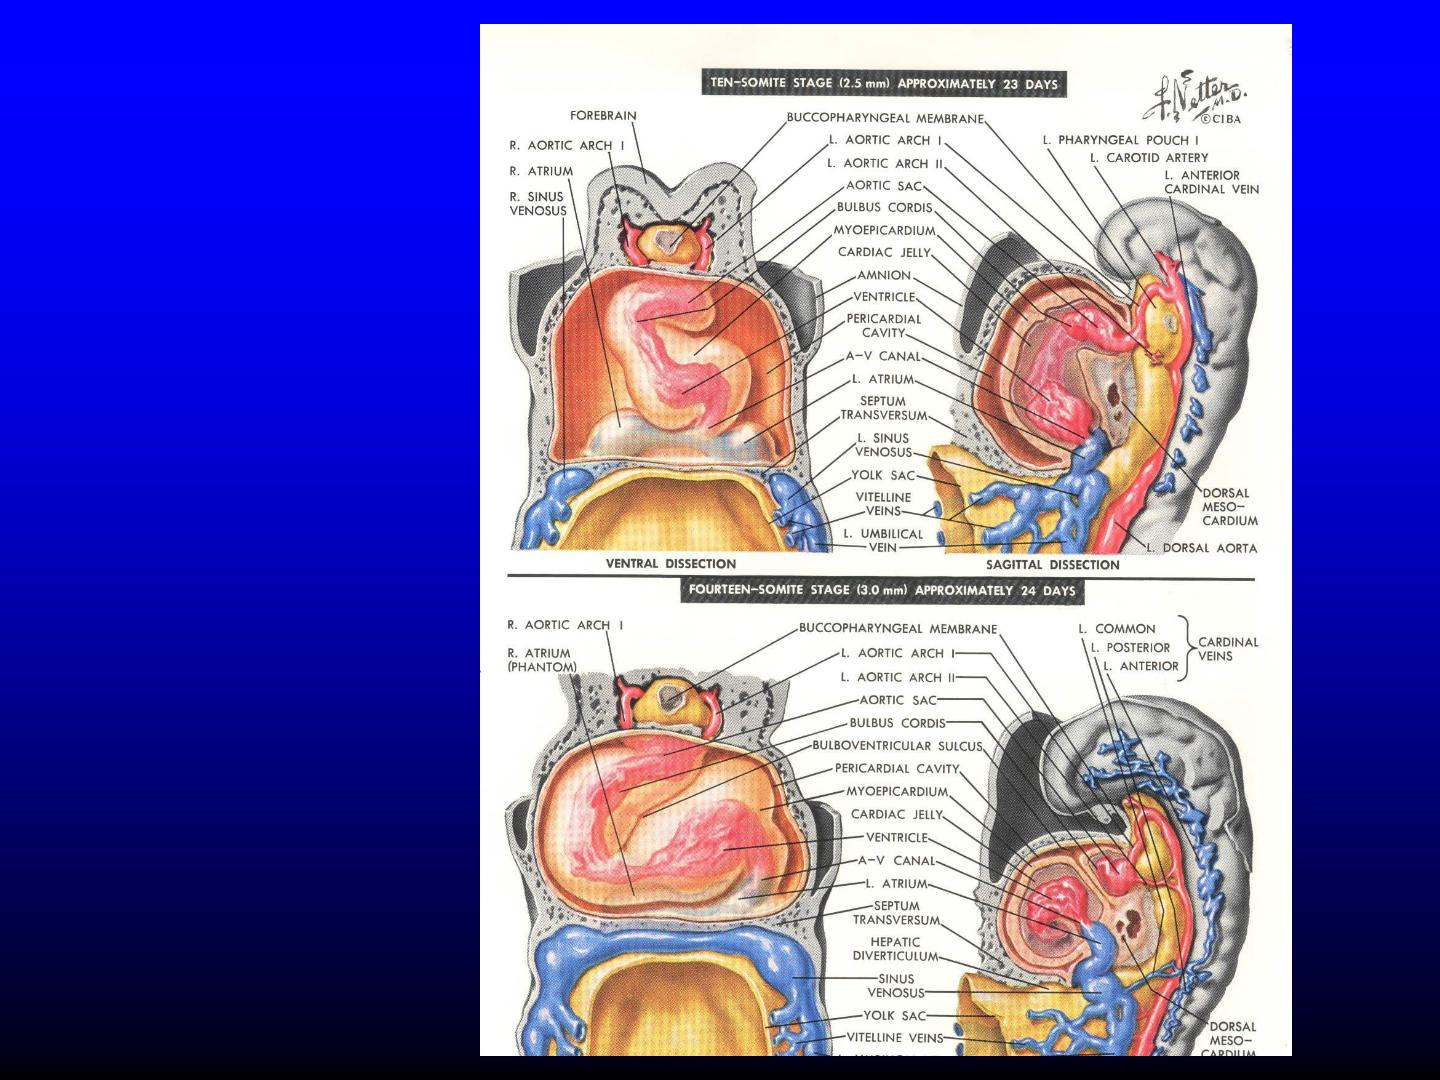 TEN-SOMITE STAGE (2.5 mm) APPROXIMATELY 23 DAYS
F. Netter
M.D.
©CIBA
FOREBRAIN
R. AORTIC ARCH I
R. ATRIUM
R. SINUS
VENOSUS
BUCCOPHARYNGEAL MEMBRANE
L. AORTIC ARCH I
L. AORTIC ARCH II
AORTIC SAC
BULBUS CORDIS
MYOEPICARDIUM
CARDIAC JELLY
AMNION
VENTRICLE
PERICARDIAL
CAVITY
A-V CANAL
L. ATRIUM
SEPTUM
TRANSVERSUM
L. SINUS
VENOSUS
YOLK SAC
VITELLINE
VEINS
L. UMBILICAL
VEIN
L. PHARYNGEAL POUCH I
L. CAROTID ARTERY
L. ANTERIOR
CARDINAL VEIN
DORSAL
MESO-
CARDIUM
L. DORSAL AORTA
VENTRAL DISSECTION
SAGITTAL DISSECTION
FOURTEEN-SOMITE STAGE (3.0 mm) APPROXIMATELY 24 DAYS
R. AORTIC ARCH I
R. ATRIUM
(PHANTOM)
BUCCOPHARYNGEAL MEMBRANE
L. AORTIC ARCH I
L. AORTIC ARCH II
AORTIC SAC
BULBUS CORDIS
BULBOVENTRICULAR SULCUS
PERICARDIAL CAVITY
MYOEPICARDIUM
CARDIAC JELLY
VENTRICLE
A-V CANAL
L. ATRIUM
SEPTUM
TRANSVERSUM
HEPATIC
DIVERTICULUM
SINUS
VENOSUS
YOLK SAC
VITELLINE VEINS
L. COMMON
L. POSTERIOR
L. ANTERIOR
CARDINAL
VEINS
DORSAL
MESO-
CARDIUM